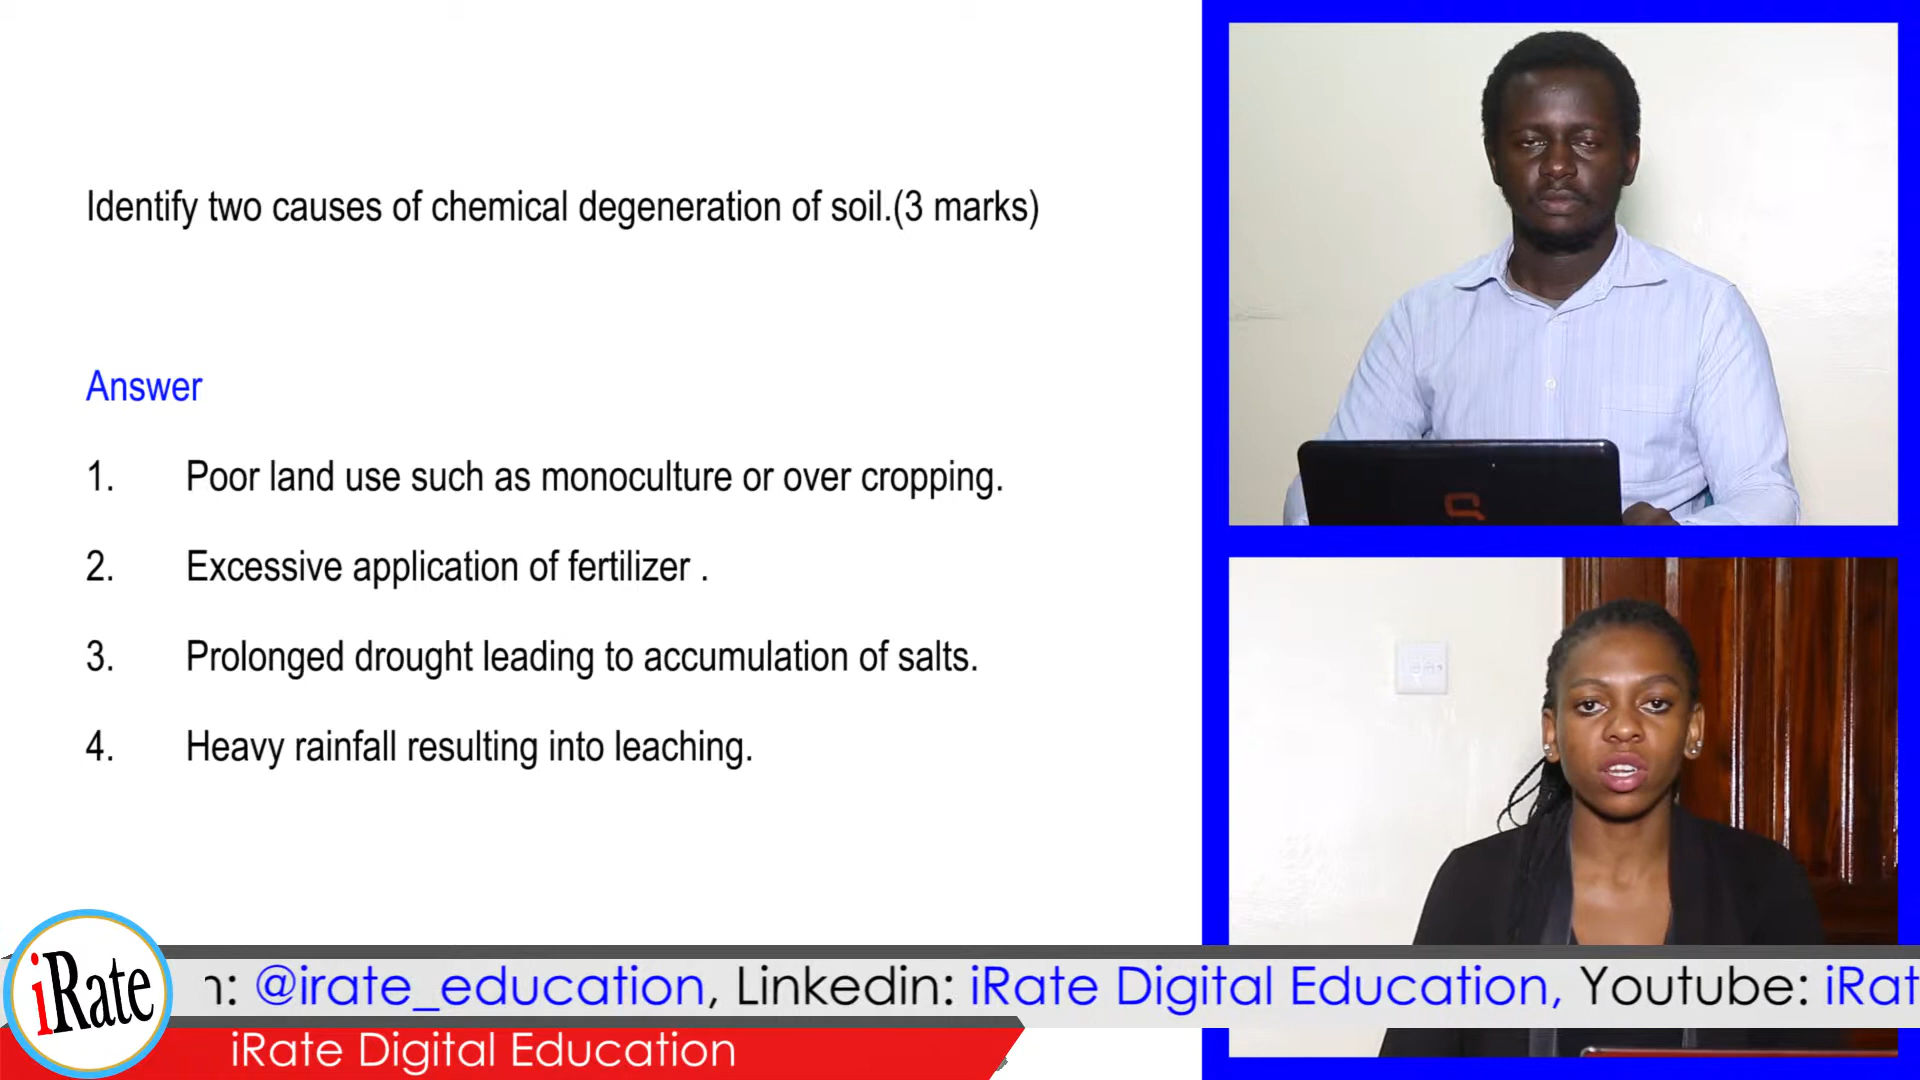 Identify two causes of chemical degeneration of soil.(3 marks)
Answer
1. Poor land use such as monoculture or over cropping.
2. Excessive application of fertilizer .
3. Prolonged drought leading to accumulation of salts.
4. Heavy rainfall resulting into leaching.
iRate
n: @irate_education, Linkedin: iRate Digital Education, Youtube: iRat
iRate Digital Education